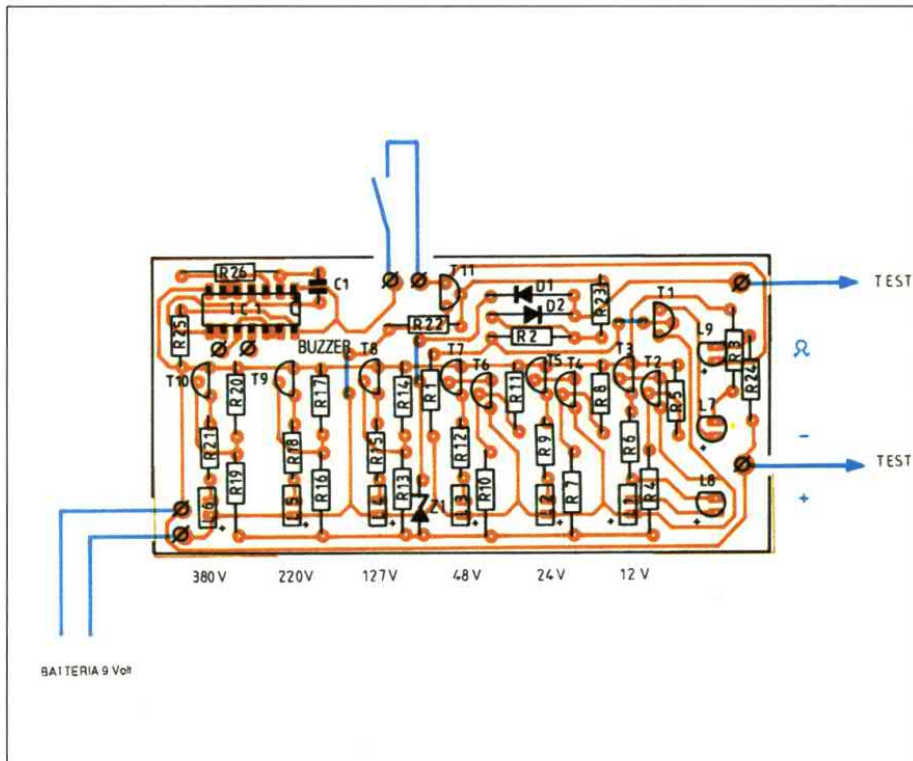 TEST
Ω
-
TEST
+
R26
C1
IC1
R25
BUZZER
T11
R22
D1
D2
R2
R23
T1
L9
R3
R24
L7
L8
T10
R20
T9
R17
T8
R14
R1
T7
T6
R11
T5
T4
R8
T3
T2
R5
R21
R19
R18
R16
R15
R13
R12
R10
R9
R7
R6
R4
L6
L5
L4
Z1
L3
L2
L1
+ + + + + + + +
380V 220V 127V 48V 24V 12V
BATTERIA 9 Volt